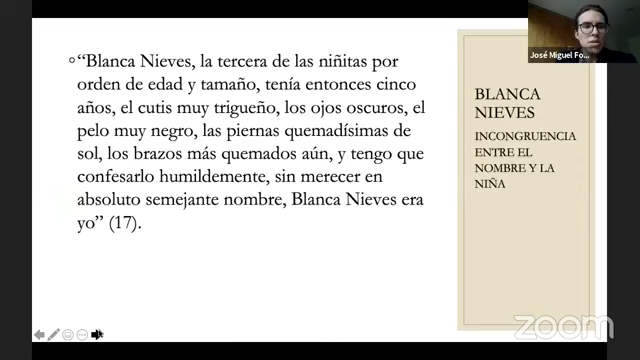 José Miguel Fo...
“Blanca Nieves, la tercera de las niñitas por
orden de edad y tamaño, tenía entonces cinco
años, el cutis muy trigueño, los ojos oscuros, el
pelo muy negro, las piernas quemadísimas de
sol, los brazos más quemados aún, y tengo que
confesarlo humildemente, sin merecer en
absoluto semejante nombre, Blanca Nieves era
yo” (17).
BLANCA
NIEVES
INCONGRUENCIA
ENTRE EL
NOMBRE Y LA
NIÑA
zoom